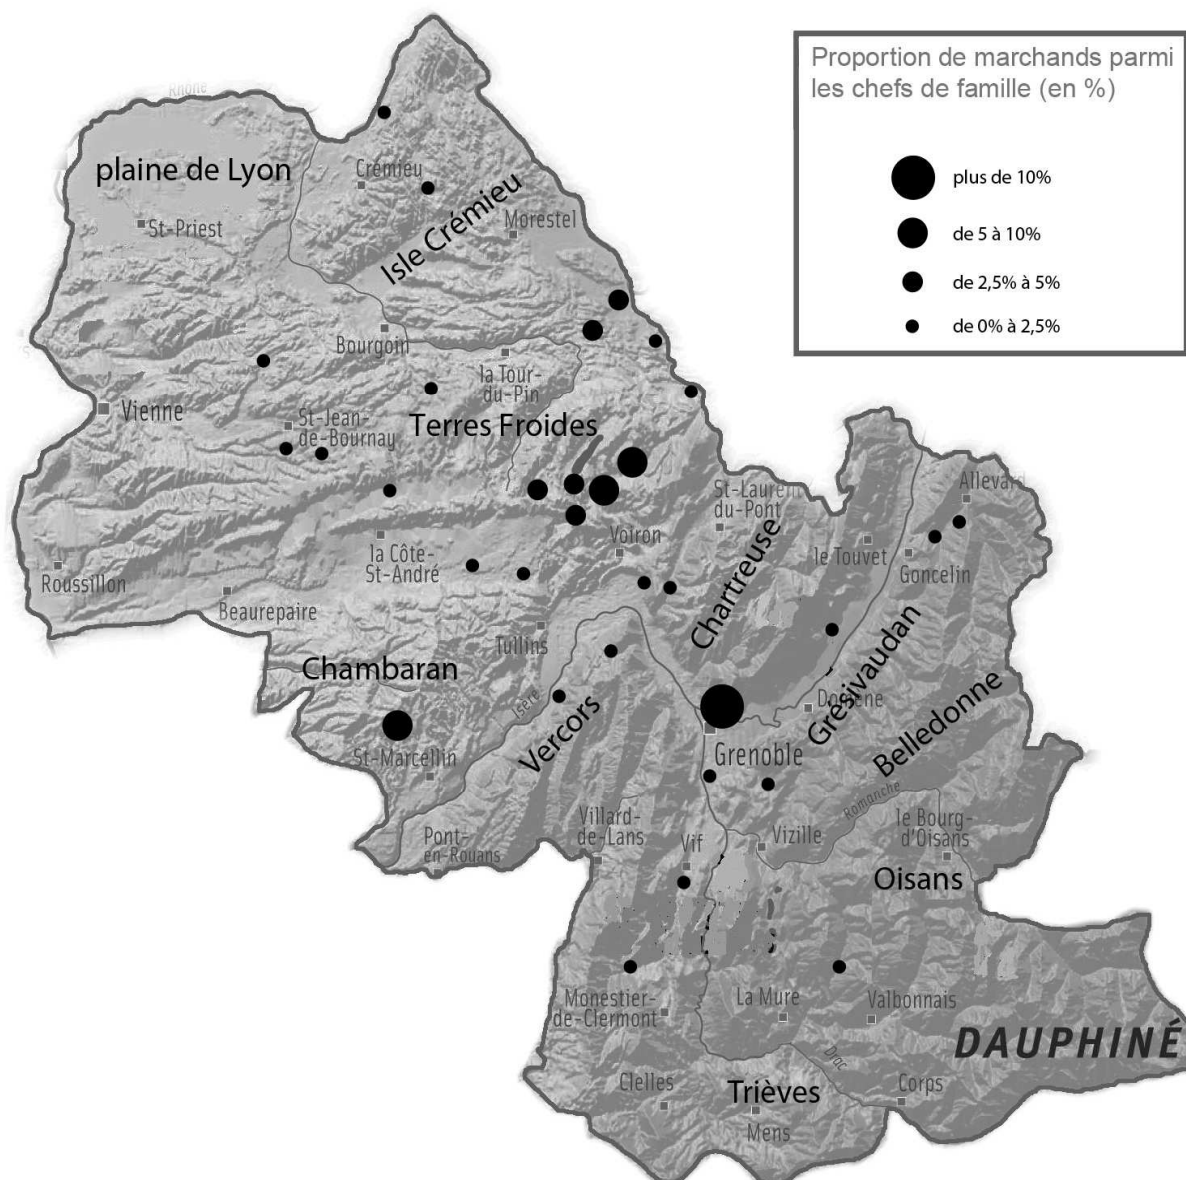 Proportion de marchands parmi
les chefs de famille (en %)
plus de 10%
de 5 à 10%
de 2,5% à 5%
de 0% à 2,5%
Rhône
plaine de Lyon
Crémieu
St-Priest
Isle Crémieu
Morestel
Bourgoin
la Tour-
du-Pin
Vienne
St-Jean-
de-Bournay
Terres Froides
Allevard
St-Laurent
du-Pont
Voiron
le Touvet
la Côte-
St-André
Goncelin
Roussillon
Beaurepaire
Chartreuse
Tullins
Chambaran
Grésivaudan
Isère
Domène
Vercors
Belledonne
St-Marcellin
Grenoble
Romanche
Villard-
de-Lans
le Bourg-
d'Oisans
Pont-
en-Rouans
Vif
Vizille
Oisans
Monestier-
de-Clermont
La Mure
Valbonnais
DAUPHINÉ
Drac
Clelles
Trièves
Corps
Mens